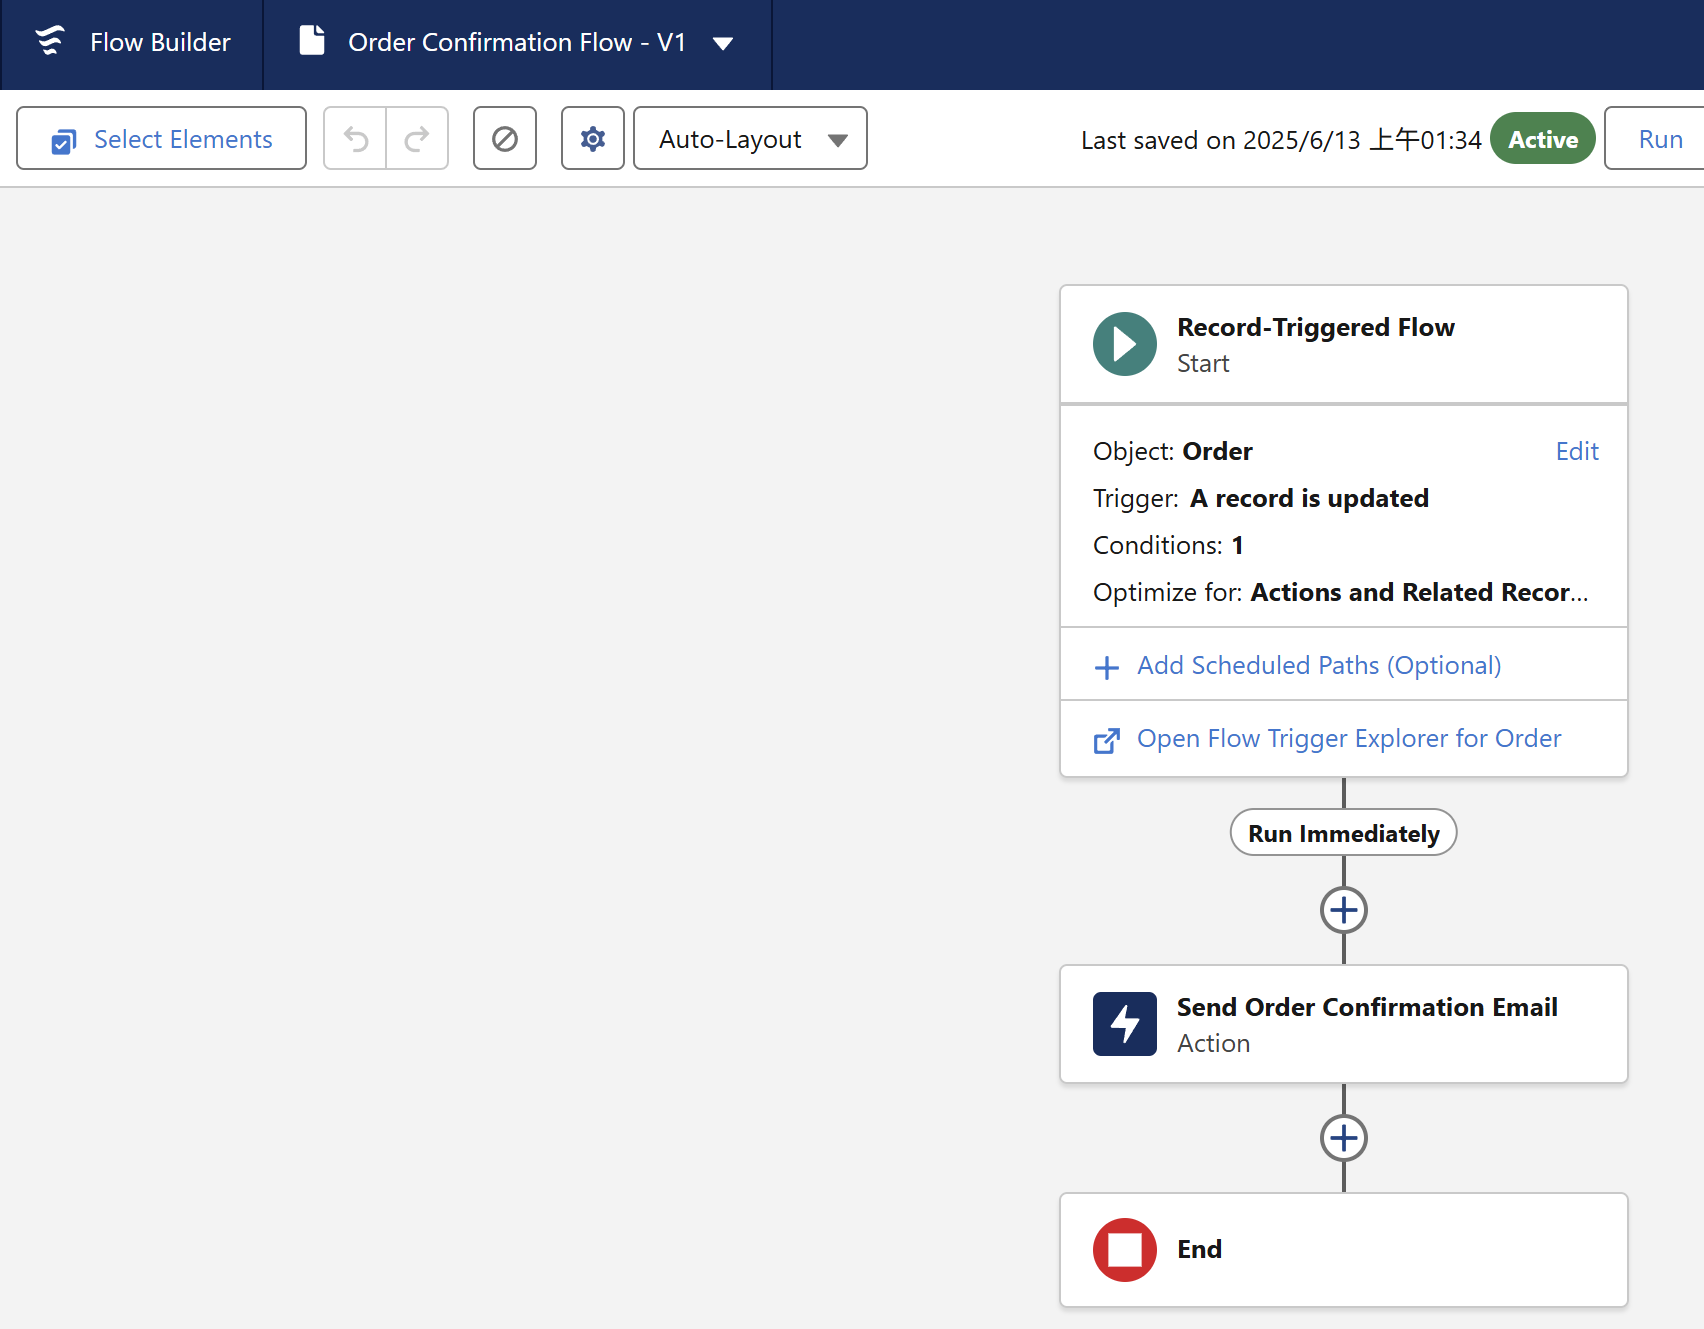 Flow Builder
Order Confirmation Flow - V1
Select Elements
Auto-Layout
Last saved on 2025/6/13 上午01:34
Active
Run
Record-Triggered Flow
Start
Object: Order
Edit
Trigger: A record is updated
Conditions: 1
Optimize for: Actions and Related Recor...
Add Scheduled Paths (Optional)
Open Flow Trigger Explorer for Order
Run Immediately
Send Order Confirmation Email
Action
End